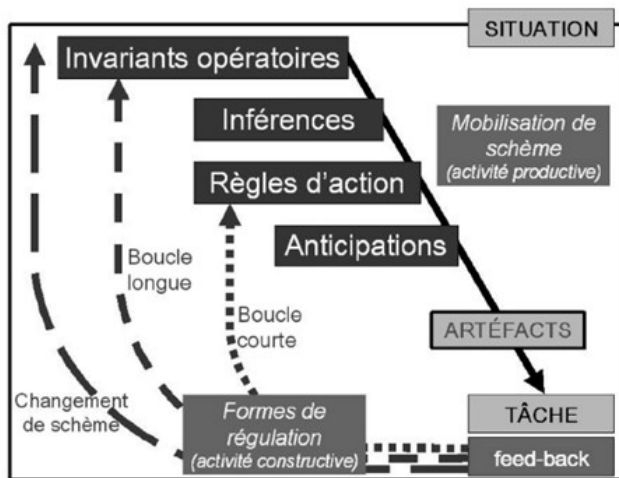 SITUATION
Invariants opératoires
Inférences
Mobilisation de
schème
(activité productive)
Règles d'action
Anticipations
Boucle
longue
Boucle
courte
ARTÉFACTS
Changement
de schème
Formes de
régulation
(activité constructive)
TÂCHE
feed-back